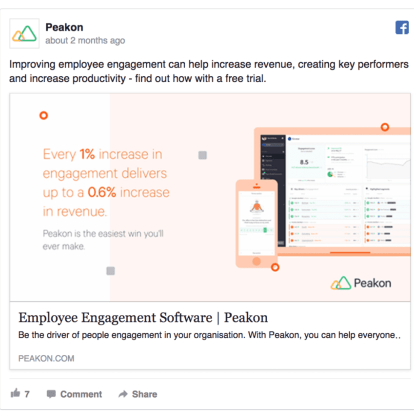 Peakon
about 2 months ago
Improving employee engagement can help increase revenue, creating key performers
and increase productivity - find out how with a free trial.
Every 1% increase in
engagement delivers
up to a 0.6% increase
in revenue.
Peakon is the easiest win you'll
ever make.
8.5
Peakon
Employee Engagement Software | Peakon
Be the driver of people engagement in your organisation. With Peakon, you can help everyone..
PEAKON.COM
7 Comment Share